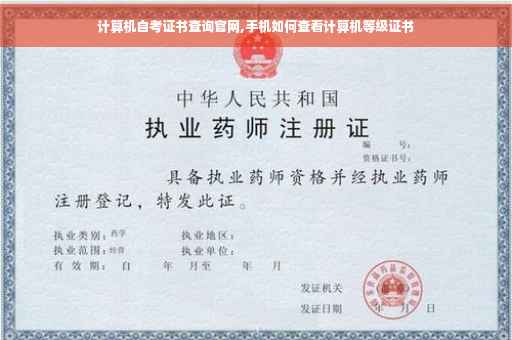 计算机自考证书查询官网,手机如何查看计算机等级证书
中华人民共和国
执业药师注册证
编 号:
资格证书号:
具备执业药师资格并经执业药师
注册登记，特发此证。
执业类别: 药学 执业地区:
执业范围: 经营 执业单位:
有效期: 自 年 月至 年 月
发证机关
发证日期 年 月 日